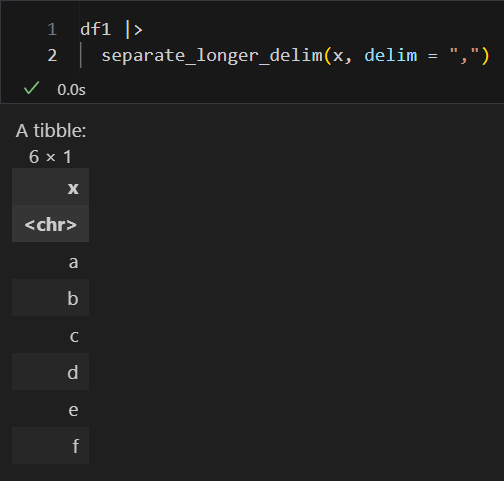 1 df1 |>
2 separate_longer_delim(x, delim = ",")
0.0s
A tibble:
6 × 1
x
<chr>
a
b
c
d
e
f